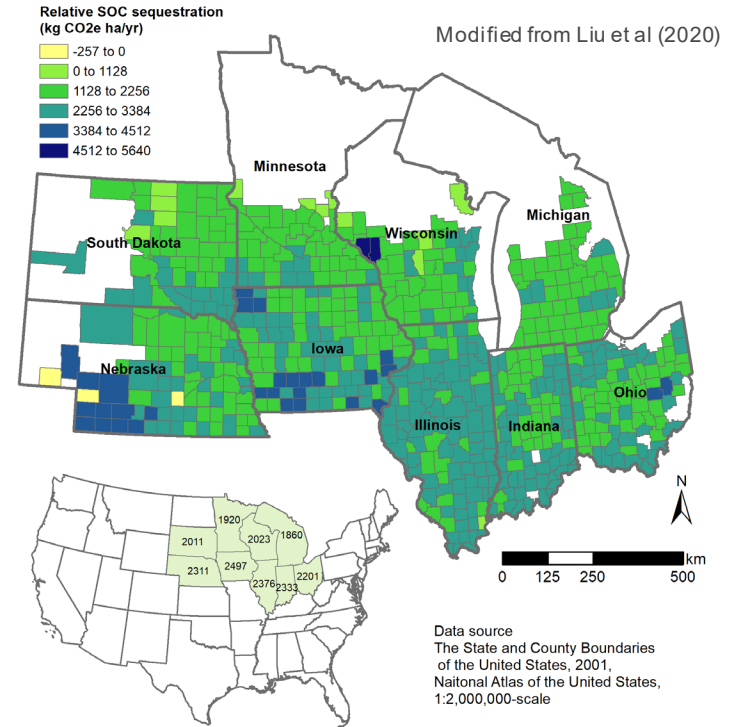 Relative SOC sequestration
(kg CO2e ha/yr)
-257 to 0
0 to 1128
1128 to 2256
2256 to 3384
3384 to 4512
4512 to 5640
Modified from Liu et al (2020)
Minnesota
Wisconsin
Michigan
South Dakota
Iowa
Nebraska
Ohio
Illinois
Indiana
N
km
0 125 250 500
1920
2023
1860
2011
2311
2497
2376
2333
2201
Data source
The State and County Boundaries
of the United States, 2001,
Naitonal Atlas of the United States,
1:2,000,000-scale